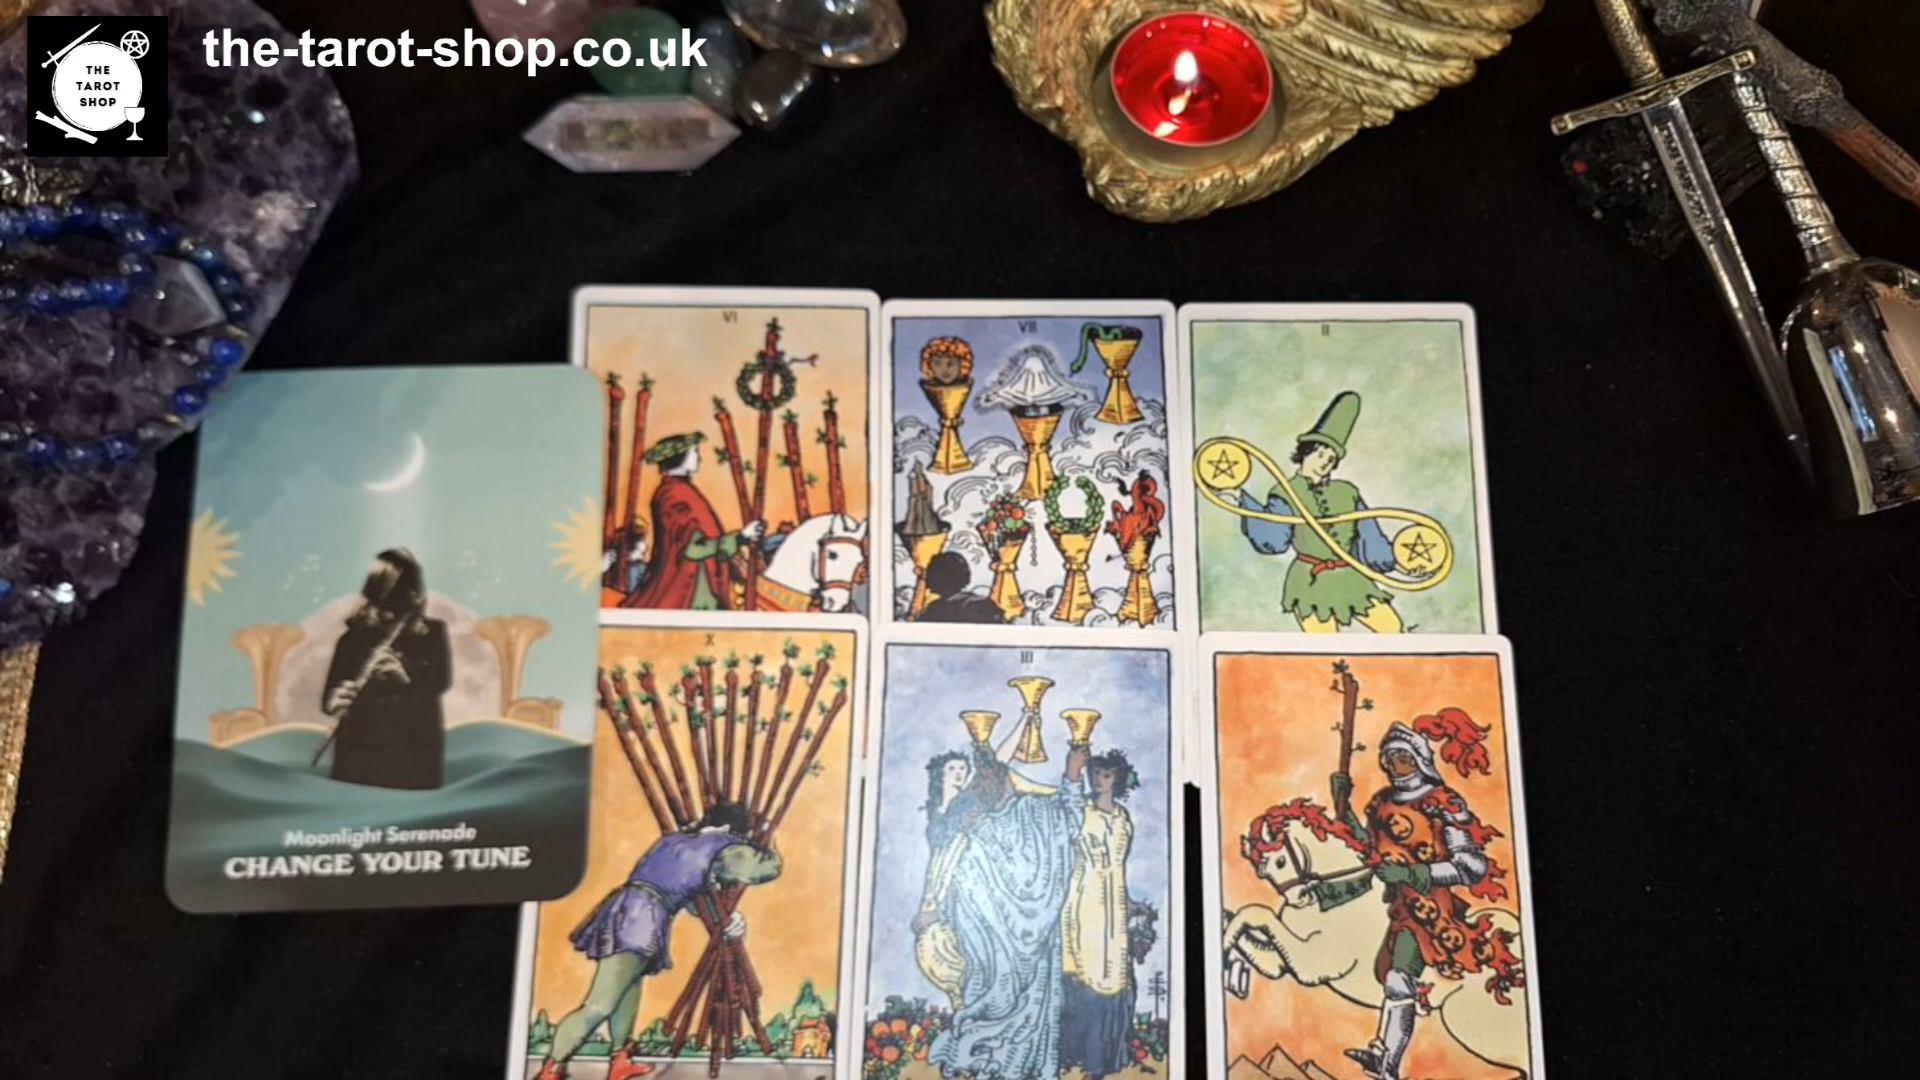 THE
TAROT
SHOP
the-tarot-shop.co.uk
VI
VII
II
X
III
Moonlight Serenade
CHANGE YOUR TUNE